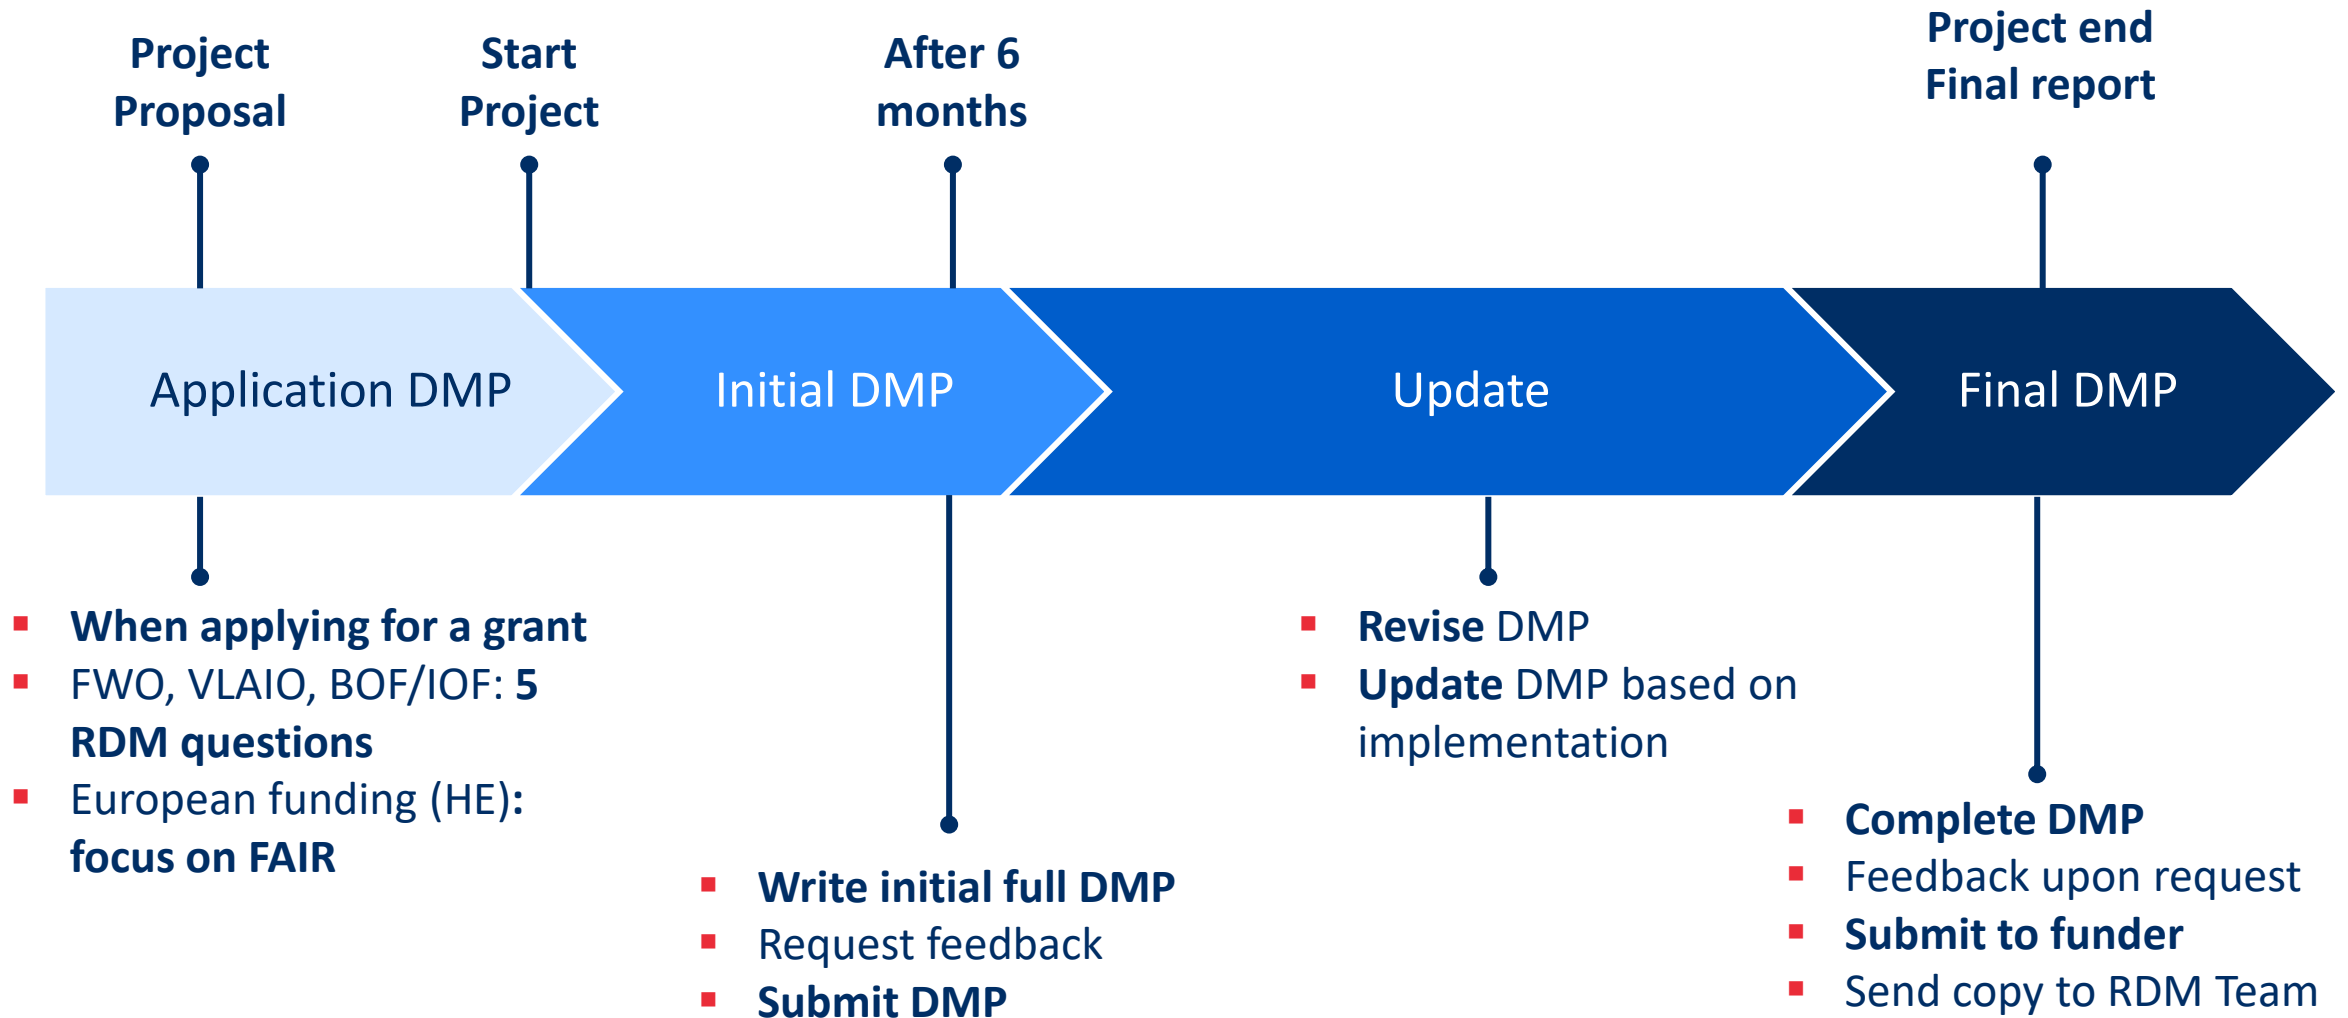 Project
Proposal
Start
Project
After 6
months
Project end
Final report
Application DMP
Initial DMP
Update
Final DMP
▪ When applying for a grant
▪ FWO, VLAIO, BOF/IOF: 5
RDM questions
▪ European funding (HE):
focus on FAIR
▪ Write initial full DMP
▪ Request feedback
▪ Submit DMP
▪ Revise DMP
▪ Update DMP based on
implementation
▪ Complete DMP
▪ Feedback upon request
▪ Submit to funder
▪ Send copy to RDM Team